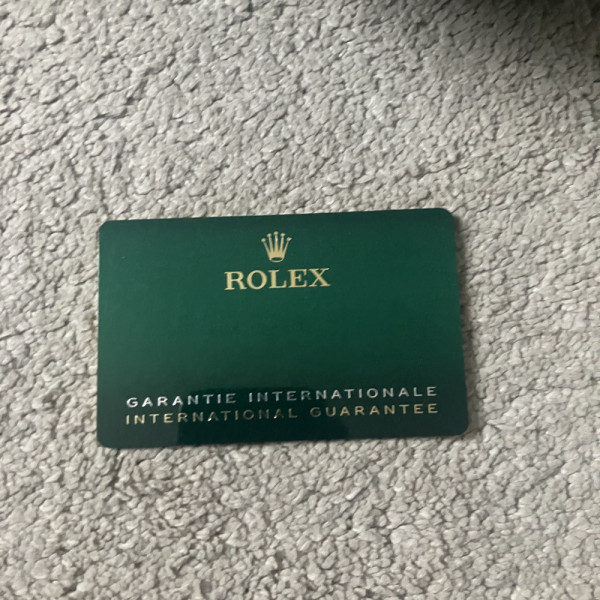 ROLEX
GARANTIE INTERNATIONALE
INTERNATIONAL GUARANTEE